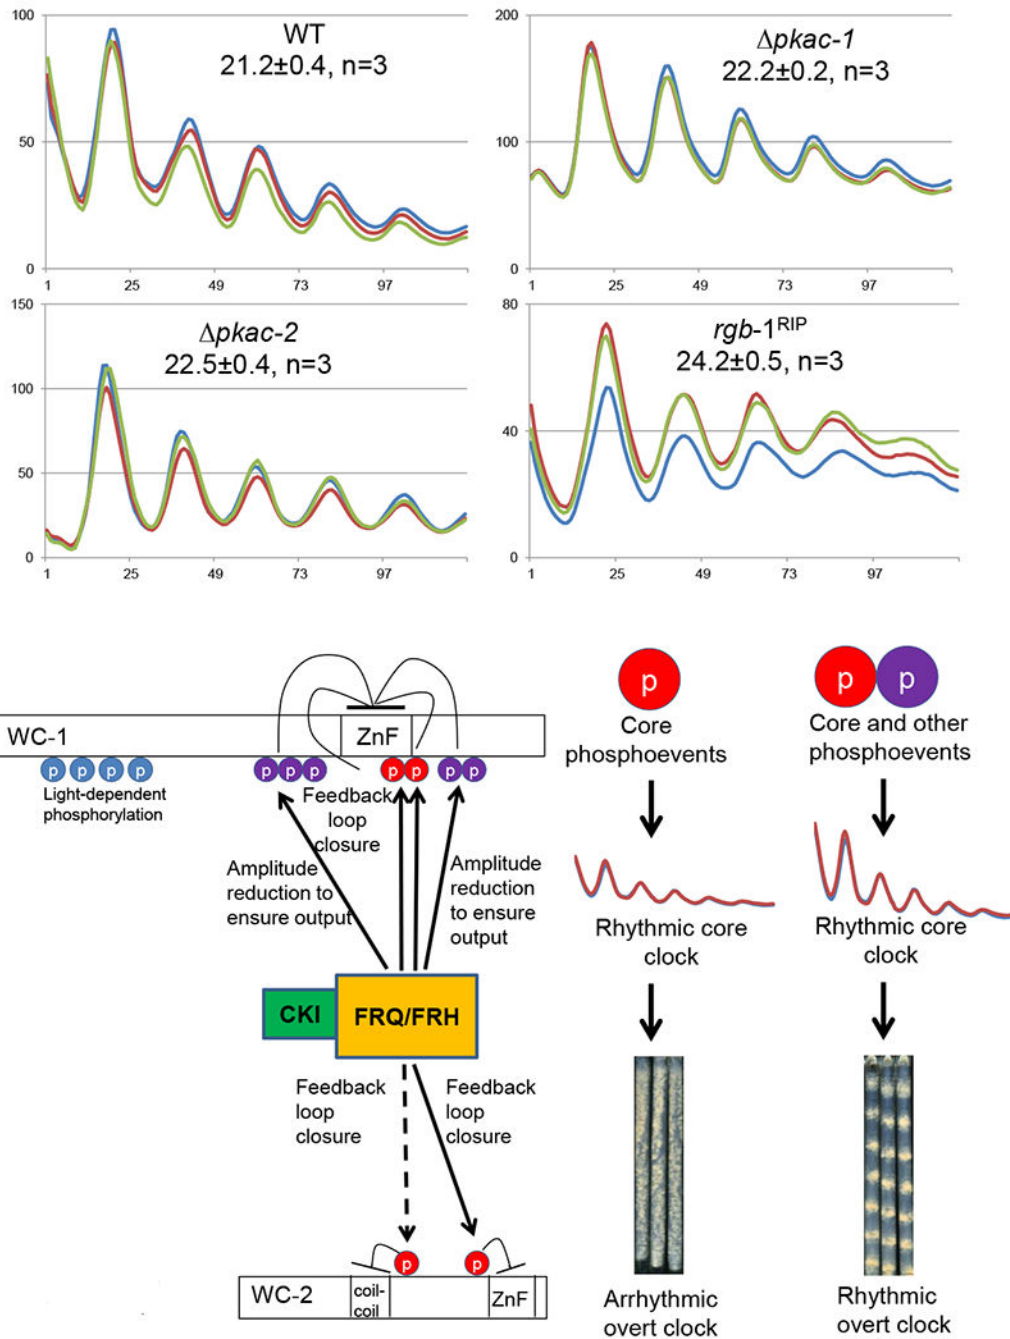 100
50
0
1 25 49 73 97
WT
21.2±0.4, n=3
200
100
0
1 25 49 73 97
Δpkac-1
22.2±0.2, n=3
150
100
50
0
1 25 49 73 97
Δpkac-2
22.5±0.4, n=3
80
40
0
1 25 49 73 97
rgb-1RIP
24.2±0.5, n=3
WC-1
ZnF
p p p p
p p p
p p
p p
Light-dependent
phosphorylation
Feedback
loop
closure
Amplitude
reduction to
ensure output
Amplitude
reduction
to ensure
output
CKI
FRQ/FRH
Feedback
loop
closure
Feedback
loop
closure
p
p
WC-2
coil-
coil
ZnF
p
Core
phosphoevents
Rhythmic core
clock
Arrhythmic
overt clock
p p
Core and other
phosphoevents
Rhythmic core
clock
Rhythmic
overt clock